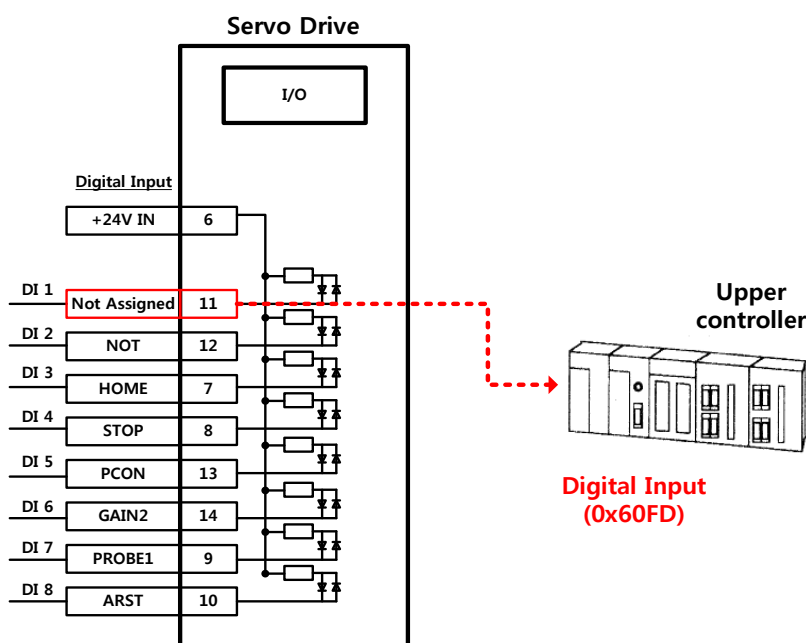 Servo Drive
I/O
Digital Input
+24V IN 6
DI 1 Not Assigned 11
DI 2 NOT 12
DI 3 HOME 7
DI 4 STOP 8
DI 5 PCON 13
DI 6 GAIN2 14
DI 7 PROBE1 9
DI 8 ARST 10
Upper
controller
Digital Input
(0x60FD)